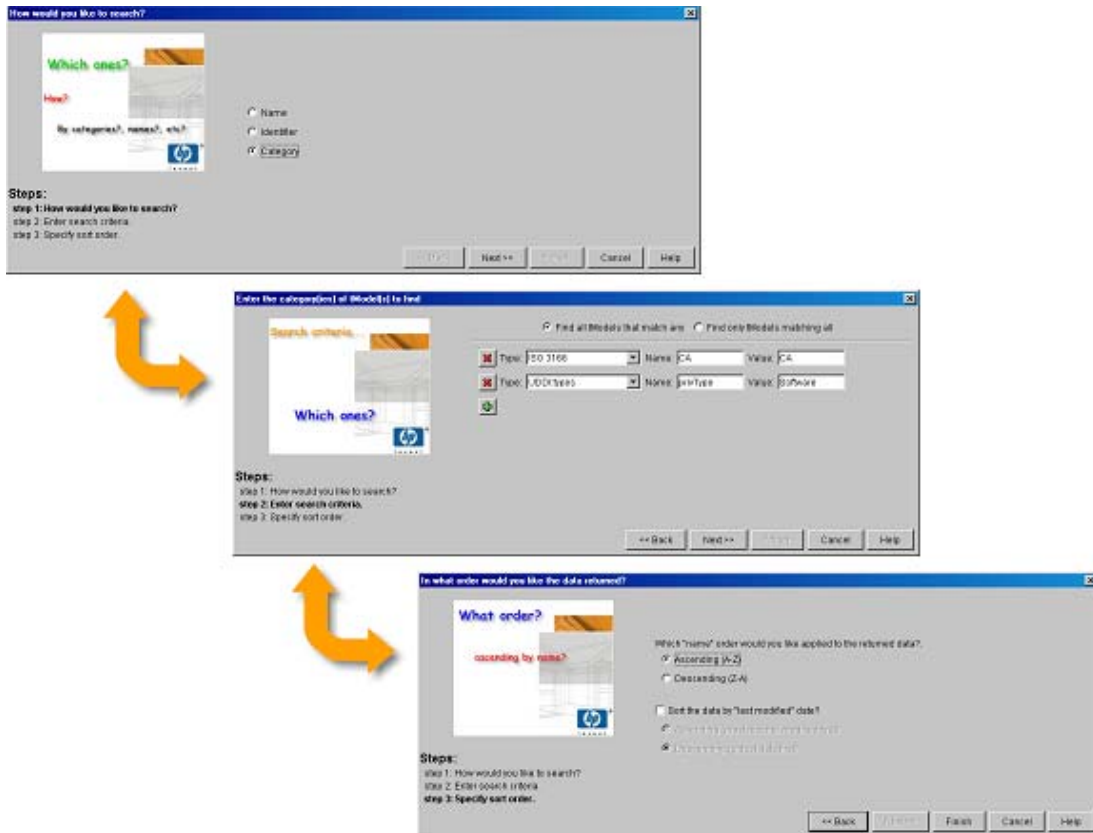 How would you like to search?
Which ones?
How?
By categories?, names?, etc?
hp
invent
Name
Identifier
Category
Steps:
step 1: How would you like to search?
step 2: Enter search criteria.
step 3: Specify sort order.
Next >>
Cancel
Help
Enter the category(ies) of tModel(s) to find
Search criteria...
Which ones?
hp
invent
Find all tModels that match any
Find only tModels matching all
Type: ISO 3166 Name: CA Value: CA
Type: UDDI types Name: Value: Software
Steps:
step 1: How would you like to search?
step 2: Enter search criteria.
step 3: Specify sort order.
<< Back
Next >>
Cancel
Help
In what order would you like the data returned?
What order?
ascending by name?
hp
invent
Which "name" order would you like applied to the returned data?
Ascending (A-Z)
Descending (Z-A)
Sort the data by "last modified" date?
Steps:
step 1: How would you like to search?
step 2: Enter search criteria.
step 3: Specify sort order.
<< Back
Finish
Cancel
Help